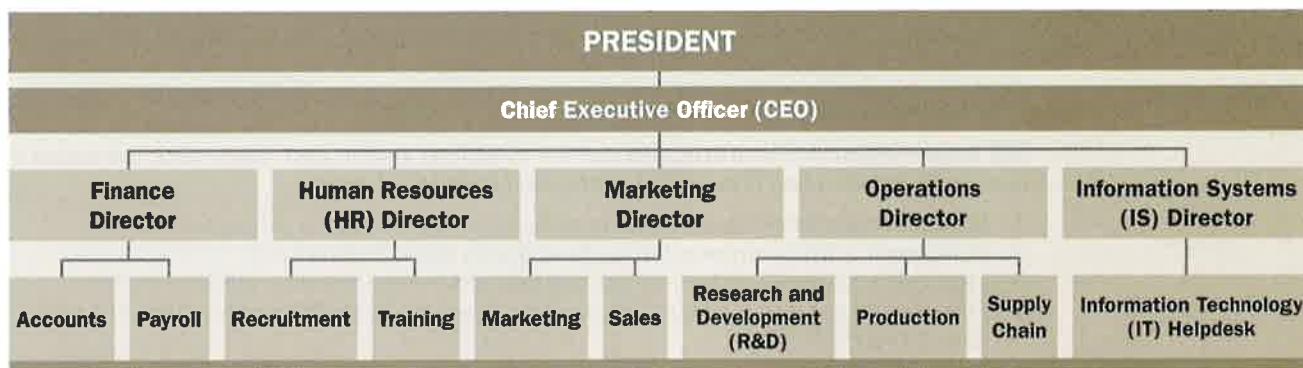 PRESIDENT
Chief Executive Officer (CEO)
Finance
Director
Human Resources
(HR) Director
Marketing
Director
Operations
Director
Information Systems
(IS) Director
Accounts
Payroll
Recruitment
Training
Marketing
Sales
Research and
Development
(R&D)
Production
Supply
Chain
Information Technology
(IT) Helpdesk